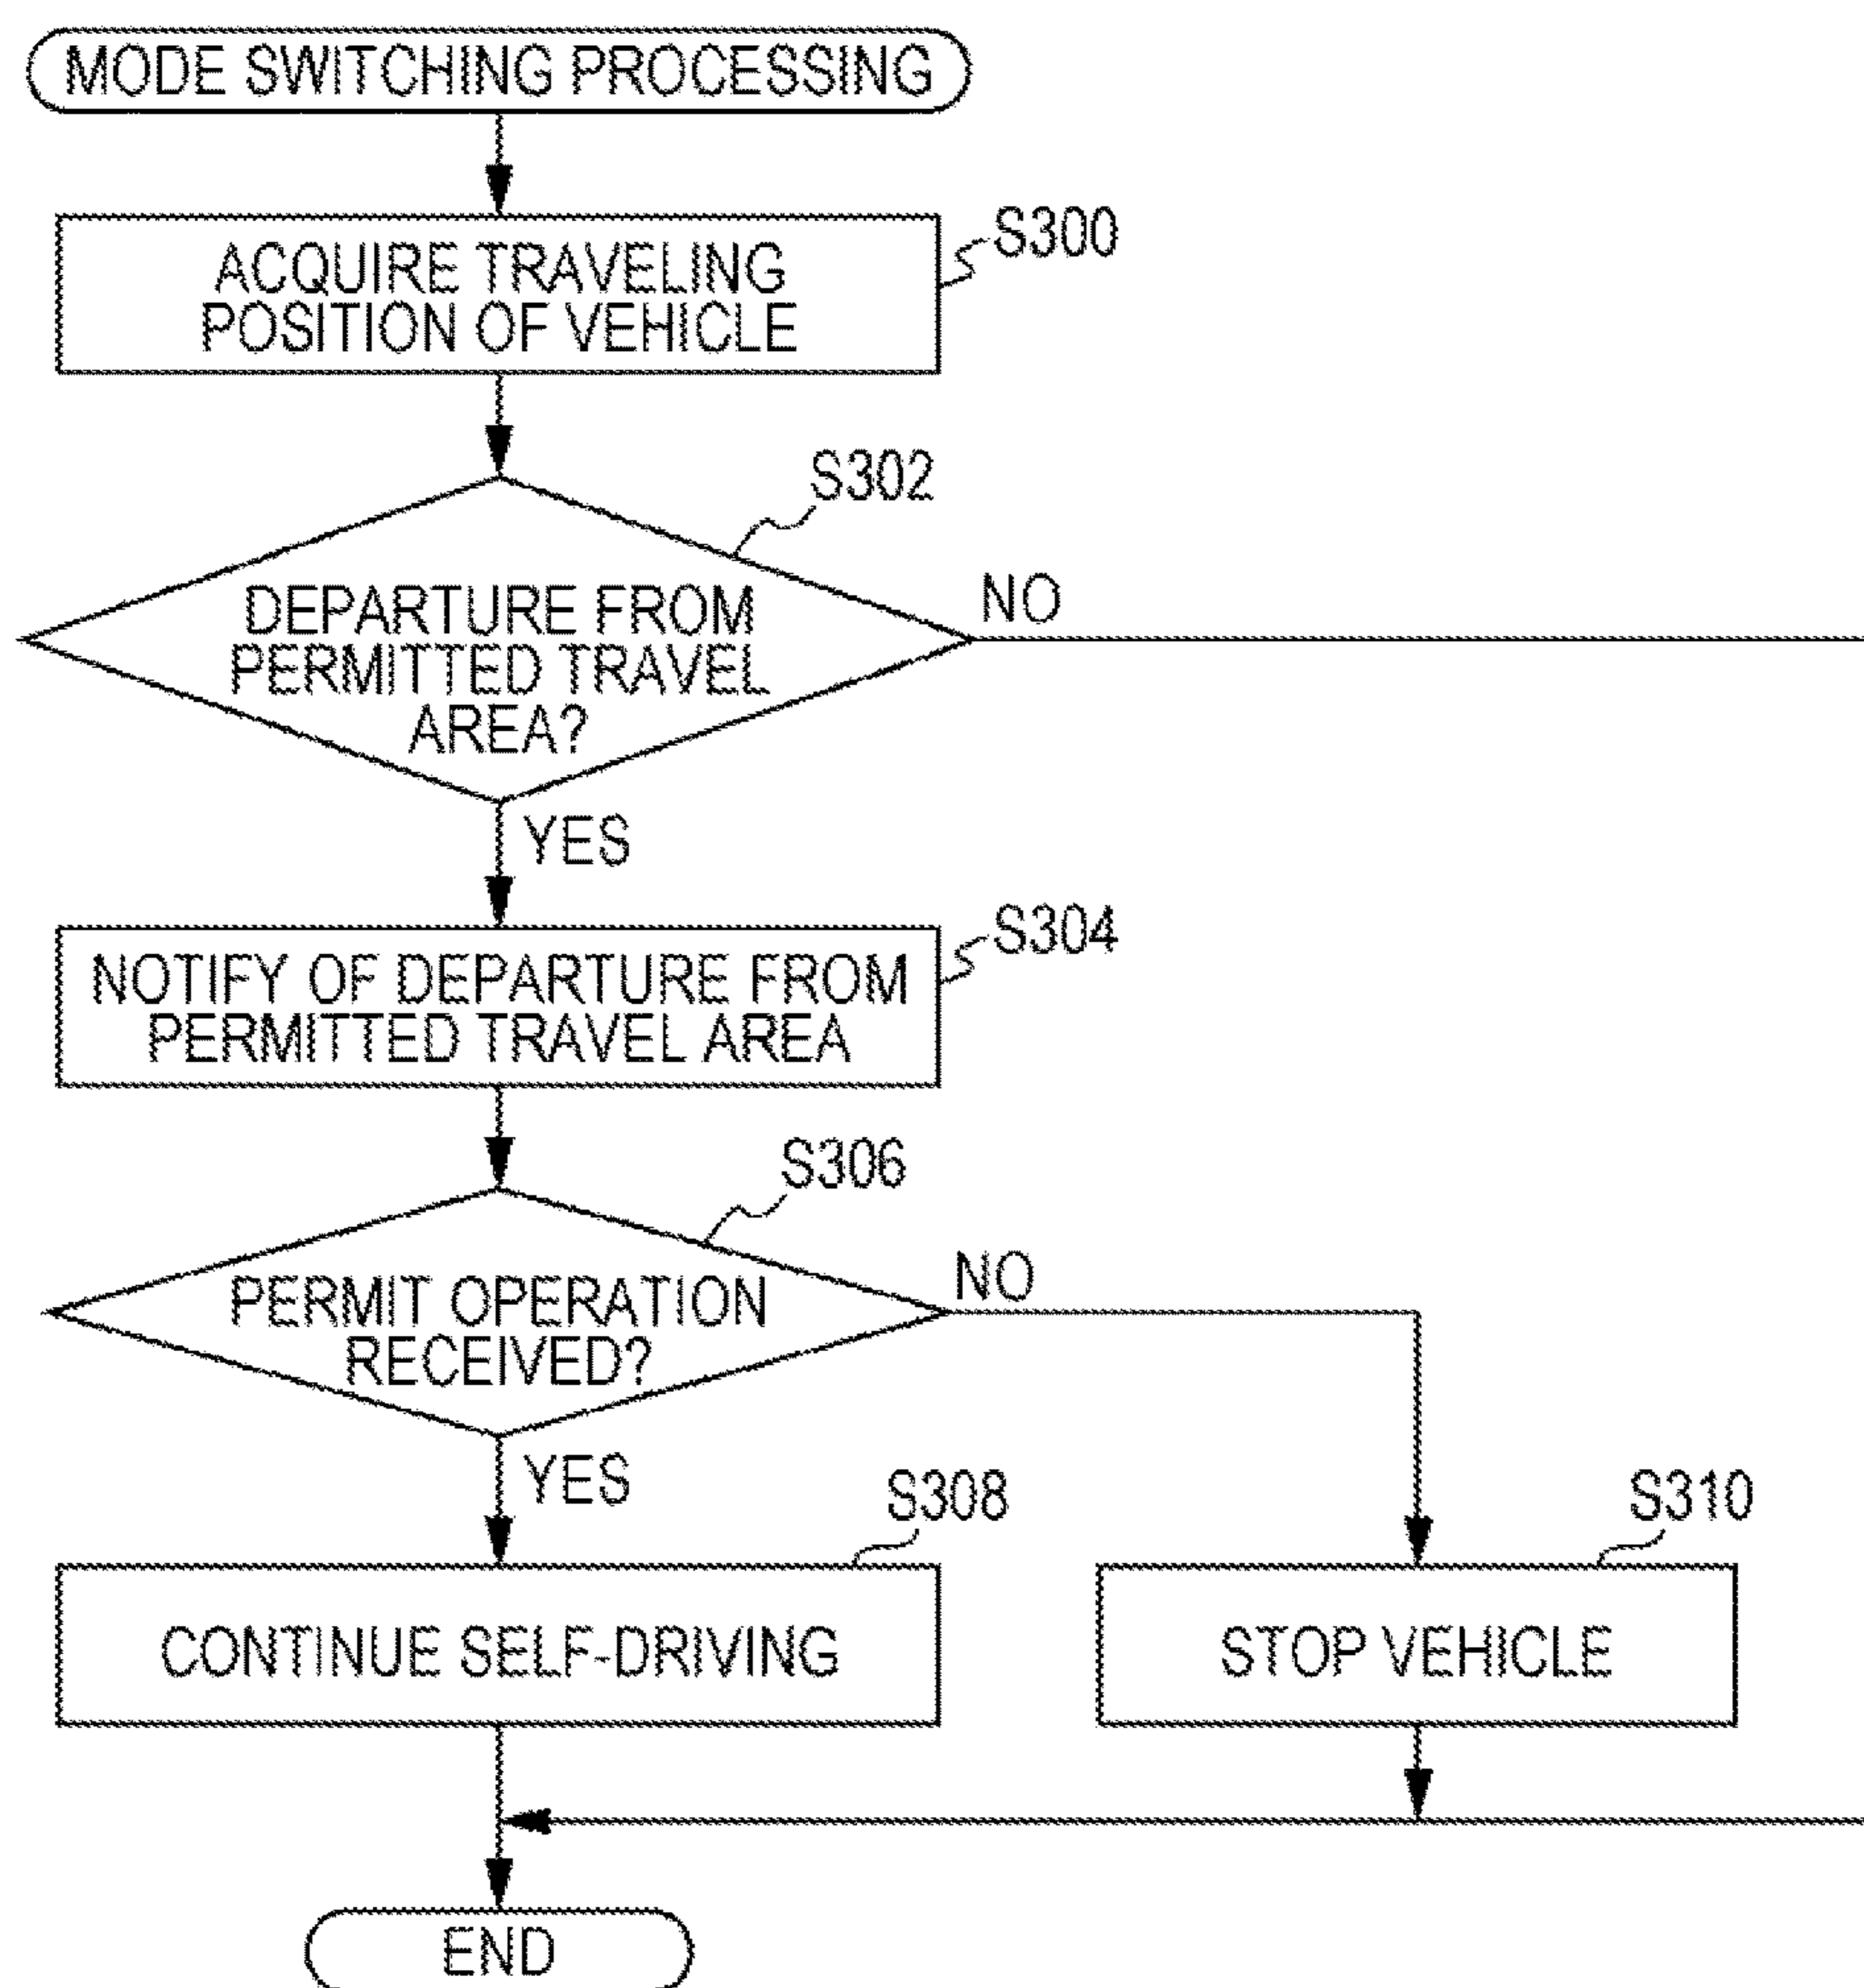 MODE SWITCHING PROCESSING
S300
ACQUIRE TRAVELING
POSITION OF VEHICLE
S302
DEPARTURE FROM
PERMITTED TRAVEL
AREA?
NO
YES
S304
NOTIFY OF DEPARTURE FROM
PERMITTED TRAVEL AREA
S306
PERMIT OPERATION
RECEIVED?
NO
YES
S308
CONTINUE SELF-DRIVING
S310
STOP VEHICLE
END